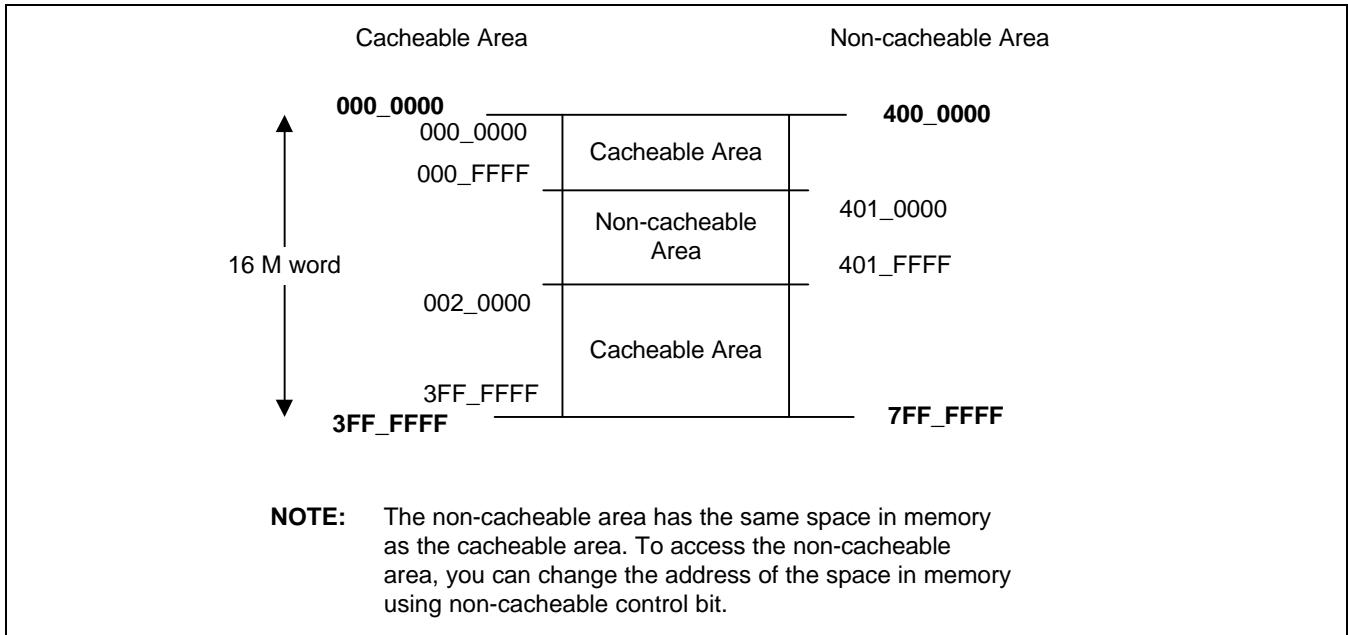 Cacheable Area
Non-cacheable Area
000_0000
400_0000
000_0000
Cacheable Area
000_FFFF
401_0000
Non-cacheable
Area
16 M word
401_FFFF
002_0000
Cacheable Area
3FF_FFFF
3FF_FFFF
7FF_FFFF
NOTE: The non-cacheable area has the same space in memory
as the cacheable area. To access the non-cacheable
area, you can change the address of the space in memory
using non-cacheable control bit.